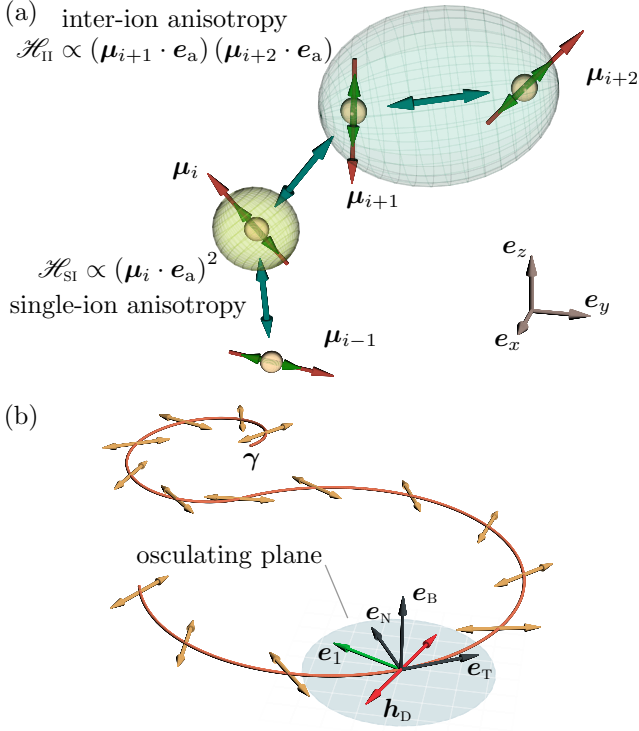 (a)
inter-ion anisotropy
ℋ_II ∝ (μ_{i+1} · e_a) (μ_{i+2} · e_a)
μ_{i+2}
μ_i
μ_{i+1}
ℋ_SI ∝ (μ_i · e_a)^2
single-ion anisotropy
e_z
e_y
e_x
μ_{i−1}
(b)
γ
osculating plane
e_B
e_N
e_1
e_T
h_D